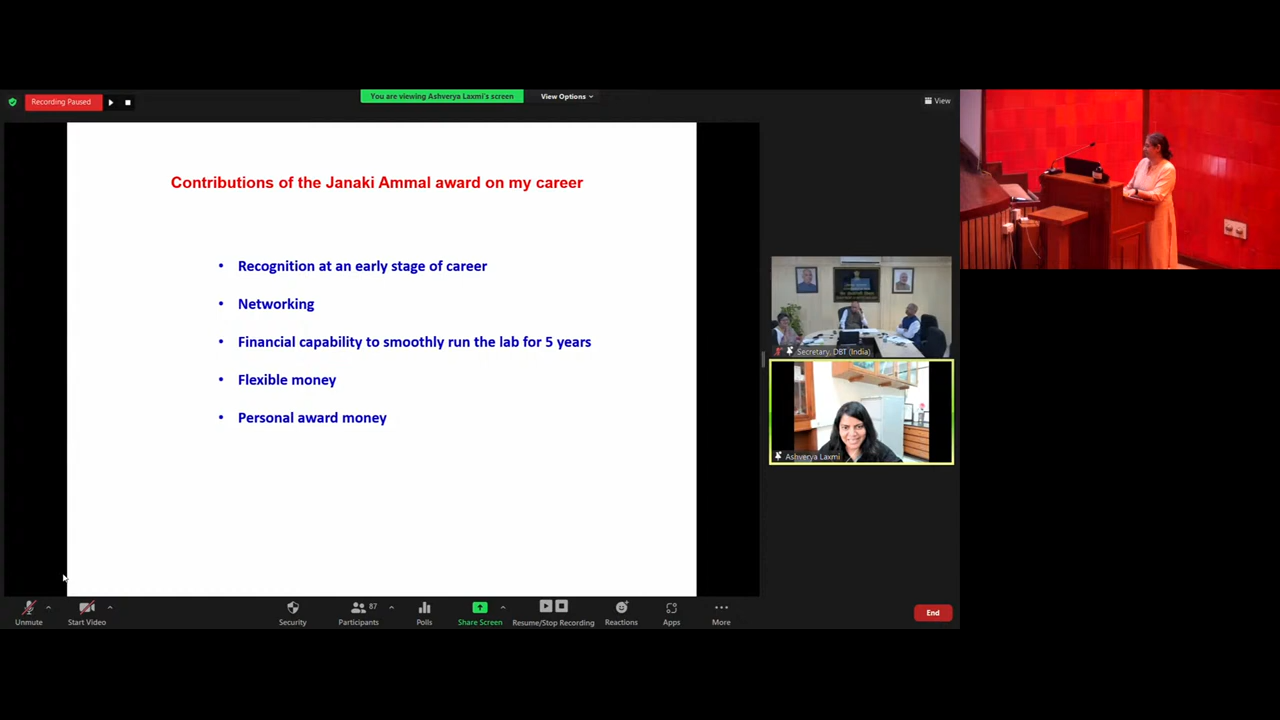 Recording Paused
You are viewing Ashverya Laxmi's screen
View Options
View
Contributions of the Janaki Ammal award on my career
• Recognition at an early stage of career
• Networking
• Financial capability to smoothly run the lab for 5 years
• Flexible money
• Personal award money
Secretary, DBT (India)
Ashverya Laxmi
Unmute
Start Video
Security
87
Participants
Polls
Share Screen
Resume/Stop Recording
Reactions
Apps
More
End